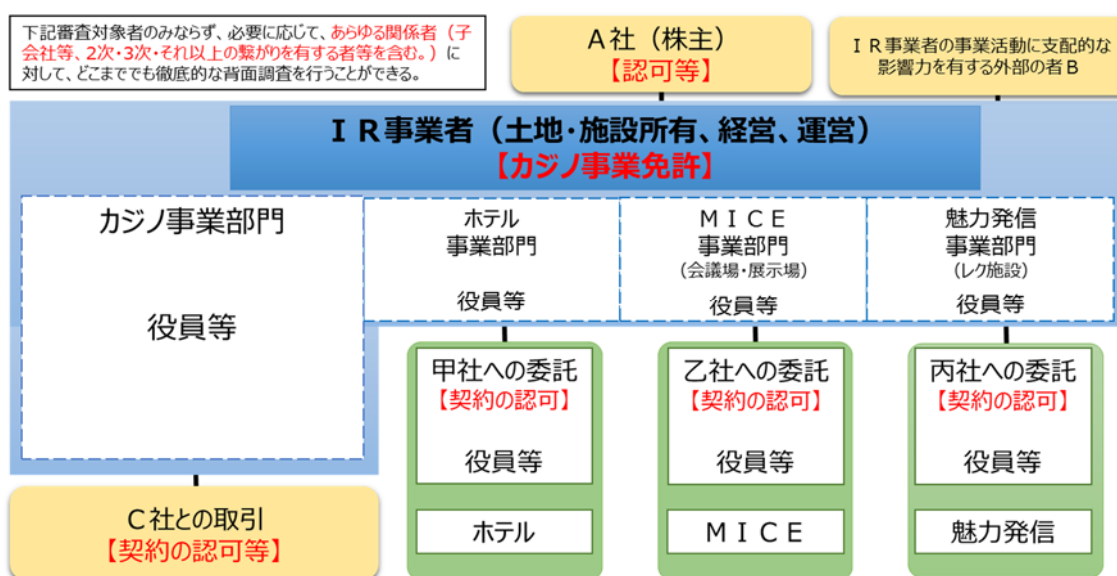 下記審査対象者のみならず、必要に応じて、あらゆる関係者（子
会社等、2次・3次・それ以上の繋がりを有する者等を含む。）に
対して、どこまででも徹底的な背面調査を行うことができる。
Ａ社（株主）
【認可等】
ＩＲ事業者の事業活動に支配的な
影響力を有する外部の者Ｂ
ＩＲ事業者（土地・施設所有、経営、運営）
【カジノ事業免許】
カジノ事業部門
役員等
ホテル
事業部門
役員等
ＭＩＣＥ
事業部門
（会議場・展示場）
役員等
魅力発信
事業部門
（レク施設）
役員等
甲社への委託
【契約の認可】
役員等
ホテル
乙社への委託
【契約の認可】
役員等
ＭＩＣＥ
丙社への委託
【契約の認可】
役員等
魅力発信
Ｃ社との取引
【契約の認可等】